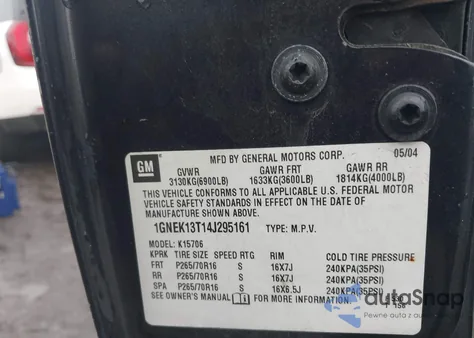 MFD BY GENERAL MOTORS CORP. 05/04
GM GVWR GAWR FRT GAWR RR
3130KG(6900LB) 1633KG(3600LB) 1814KG(4000LB)
THIS VEHICLE CONFORMS TO ALL APPLICABLE U.S. FEDERAL MOTOR
VEHICLE SAFETY STANDARDS IN EFFECT ON THE DATE OF
MANUFACTURE SHOWN ABOVE.
1GNEK13T14J295161 TYPE: M.P.V.
MODEL: K15706
KPRK TIRE SIZE SPEED RTG RIM COLD TIRE PRESSURE
FRT P265/70R16 S 16X7J 240KPA(35PSI)
RR P265/70R16 S 16X7J 240KPA(35PSI)
SPA P265/70R16 S 16X6.5J 240KPA(35PSI)
SEE OWNER'S MANUAL FOR MORE INFORMATION.
autoSnap
Pewne auto z